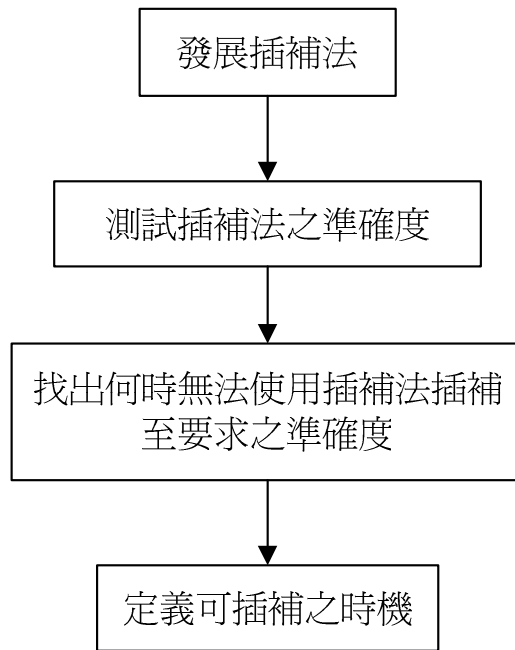 發展插補法
測試插補法之準確度
找出何時無法使用插補法插補
至要求之準確度
定義可插補之時機